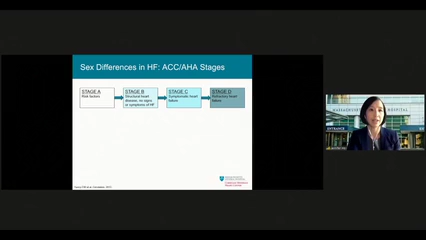 Sex Differences in HF: ACC/AHA Stages
STAGE A
Risk factors
STAGE B
Structural heart
disease, no signs
or symptoms of HF
STAGE C
Symptomatic heart
failure
STAGE D
Refractory heart
failure
ENTRANCE